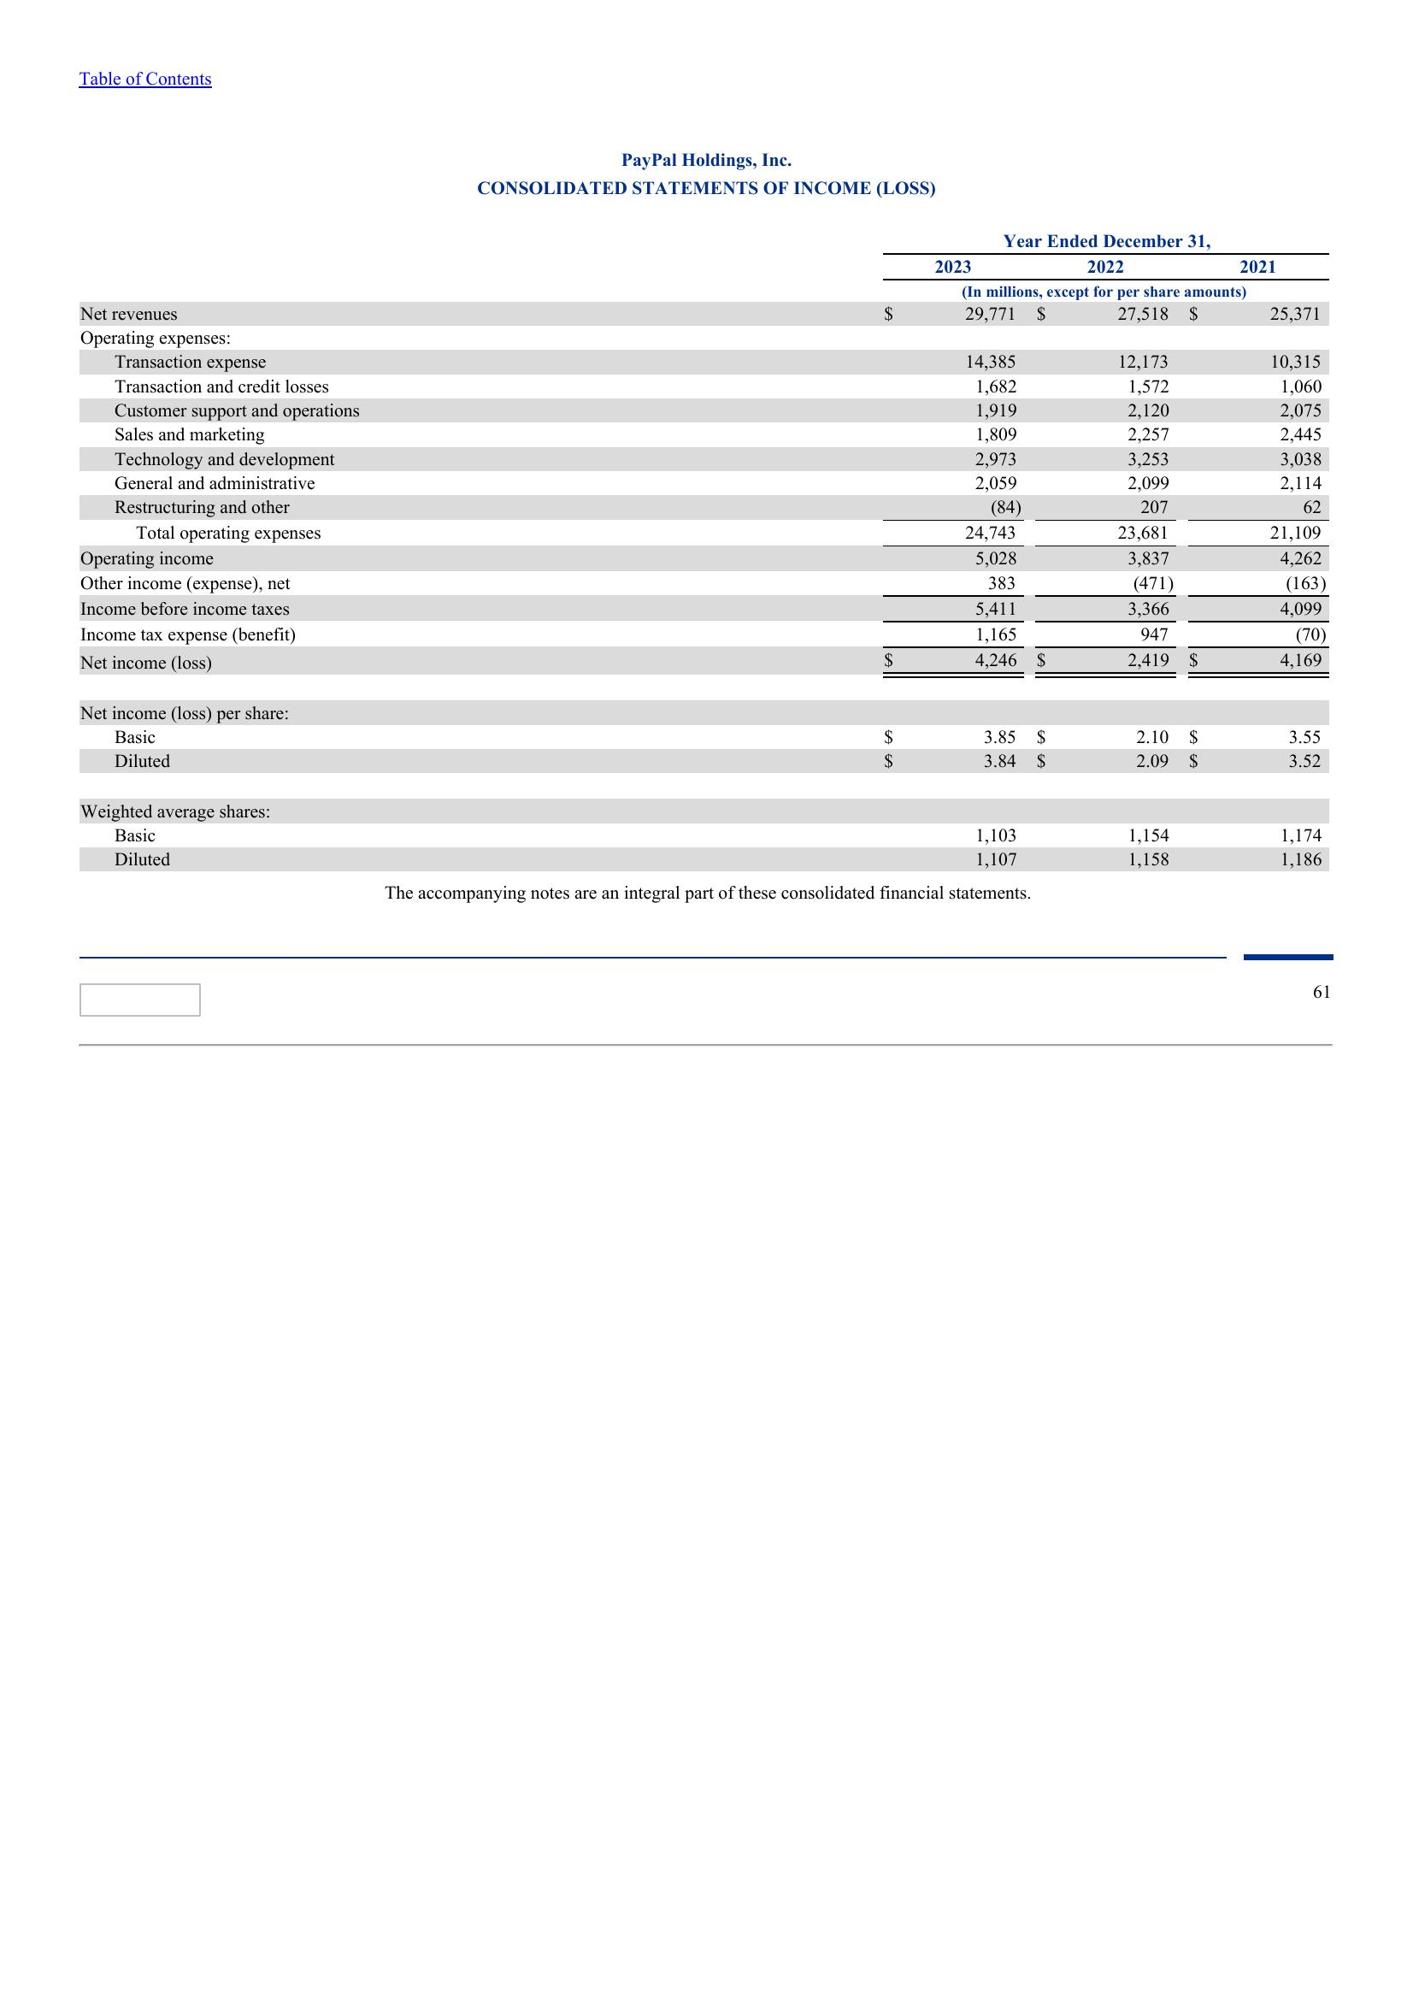 Table of Contents
PayPal Holdings, Inc.
CONSOLIDATED STATEMENTS OF INCOME (LOSS)
Year Ended December 31,
2023 2022 2021
(In millions, except for per share amounts)
Net revenues $ 29,771 $ 27,518 $ 25,371
Operating expenses:
Transaction expense 14,385 12,173 10,315
Transaction and credit losses 1,682 1,572 1,060
Customer support and operations 1,919 2,120 2,075
Sales and marketing 1,809 2,257 2,445
Technology and development 2,973 3,253 3,038
General and administrative 2,059 2,099 2,114
Restructuring and other (84) 207 62
Total operating expenses 24,743 23,681 21,109
Operating income 5,028 3,837 4,262
Other income (expense), net 383 (471) (163)
Income before income taxes 5,411 3,366 4,099
Income tax expense (benefit) 1,165 947 (70)
Net income (loss) $ 4,246 $ 2,419 $ 4,169
Net income (loss) per share:
Basic $ 3.85 $ 2.10 $ 3.55
Diluted $ 3.84 $ 2.09 $ 3.52
Weighted average shares:
Basic 1,103 1,154 1,174
Diluted 1,107 1,158 1,186
The accompanying notes are an integral part of these consolidated financial statements.
61